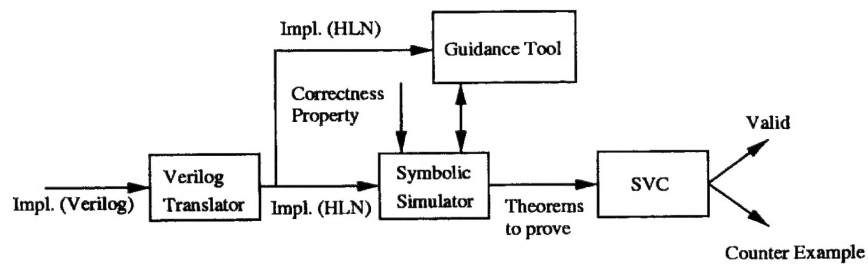 Impl. (HLN)
Guidance Tool
Correctness
Property
Valid
Verilog
Translator
Symbolic
Simulator
SVC
Impl. (Verilog)
Impl. (HLN)
Theorems
to prove
Counter Example